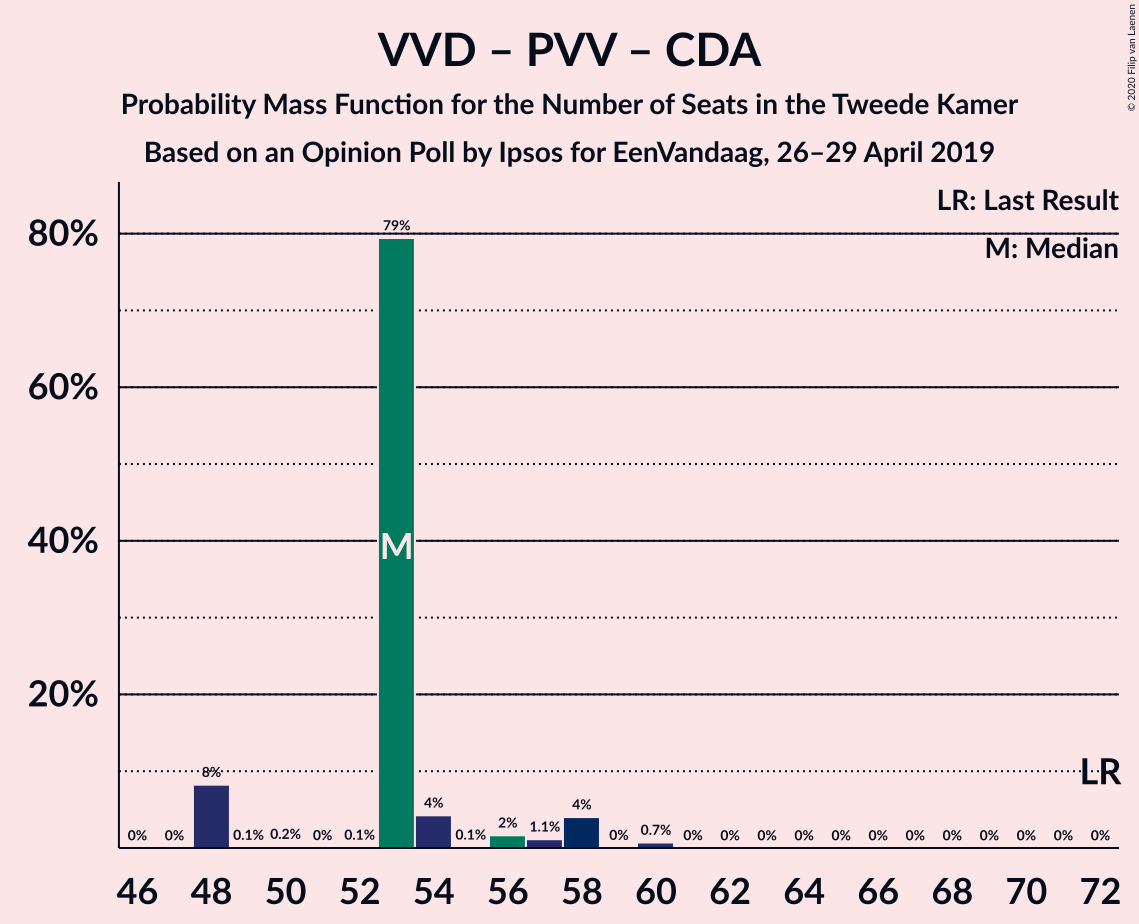 VVD – PVV – CDA
Probability Mass Function for the Number of Seats in the Tweede Kamer
Based on an Opinion Poll by Ipsos for EenVandaag, 26–29 April 2019
© 2020 Filip van Laenen
LR: Last Result
M: Median
80%
60%
40%
20%
0% 0% 8% 0.1% 0.2% 0% 0.1% 79% 4% 0.1% 2% 1.1% 4% 0% 0.7% 0% 0% 0% 0% 0% 0% 0% 0% 0% 0% 0% 0%
M
LR
46 48 50 52 54 56 58 60 62 64 66 68 70 72